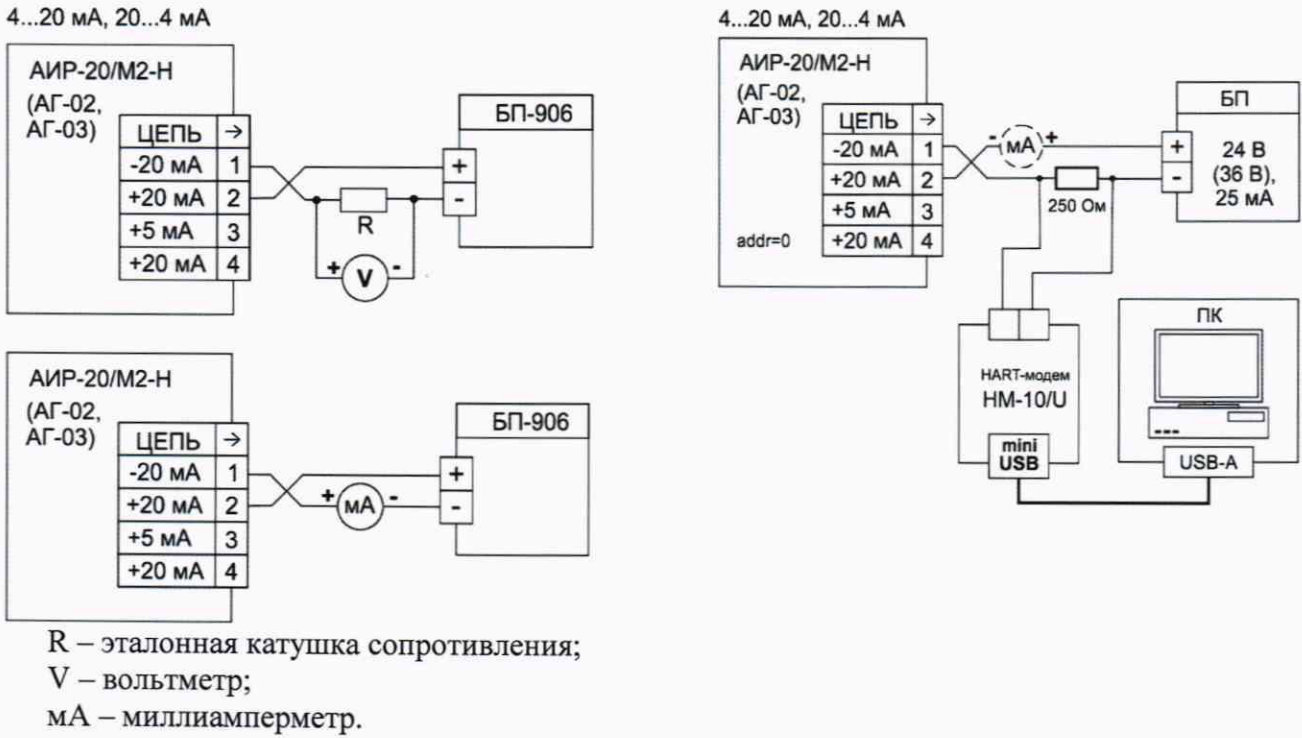 4...20 мА, 20...4 мА
АИР-20/М2-Н
(АГ-02,
АГ-03)
ЦЕПЬ →
-20 мА 1
+20 мА 2
+5 мА 3
+20 мА 4
БП-906
+
-
R
+ V -
АИР-20/М2-Н
(АГ-02,
АГ-03)
ЦЕПЬ →
-20 мА 1
+20 мА 2
+5 мА 3
+20 мА 4
БП-906
+
-
+ мА -
R – эталонная катушка сопротивления;
V – вольтметр;
мА – миллиамперметр.
4...20 мА, 20...4 мА
АИР-20/М2-Н
(АГ-02,
АГ-03)
ЦЕПЬ →
-20 мА 1
+20 мА 2
+5 мА 3
+20 мА 4
addr=0
- мА +
250 Ом
БП
+
-
24 В
(36 В),
25 мА
HART-модем
НМ-10/U
mini
USB
ПК
USB-A